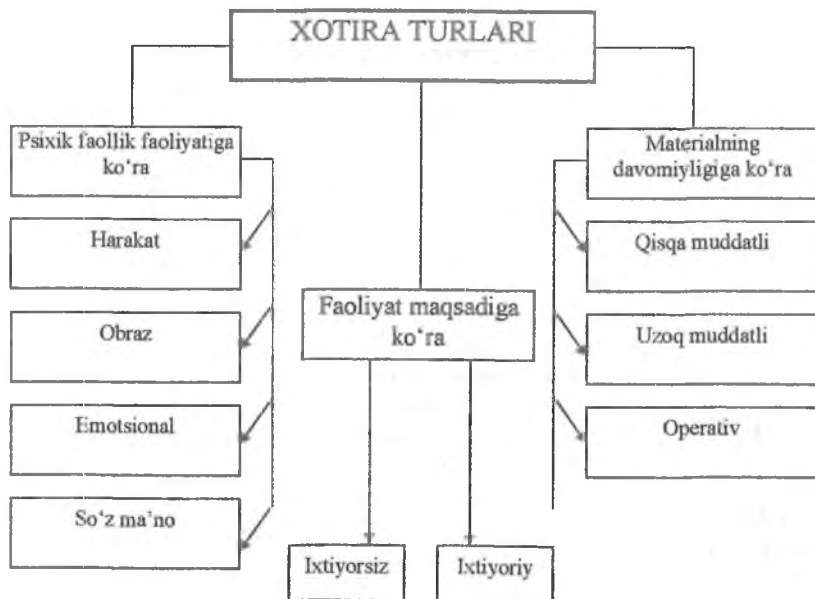 XOTIRA TURLARI
Psixik faollik faoliyatiga
ko‘ra
Harakat
Obraz
Emotsional
So‘z ma’no
Faoliyat maqsadiga
ko‘ra
Ixtiyorsiz
Ixtiyoriy
Materialning
davomiyligiga ko‘ra
Qisqa muddatli
Uzoq muddatli
Operativ